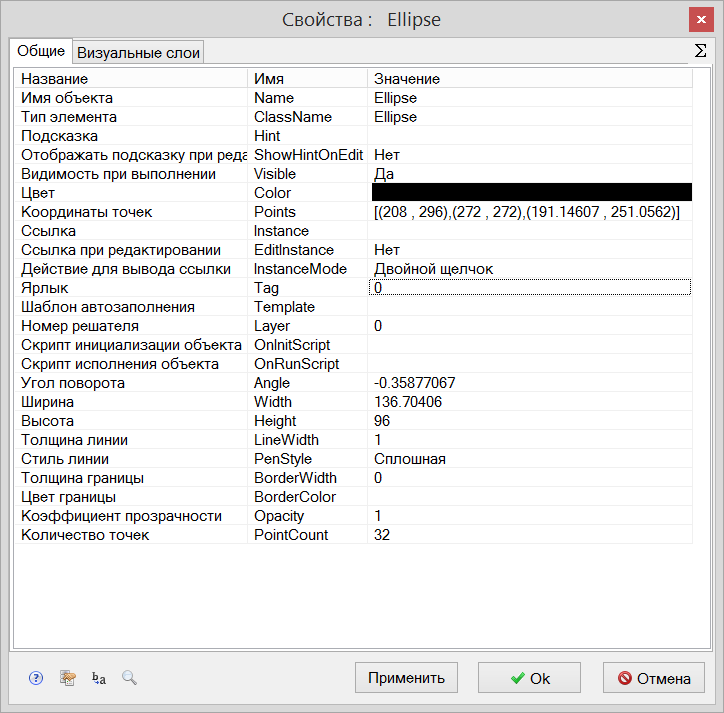 Свойства : Ellipse
Общие Визуальные слои Σ
Название Имя Значение
Имя объекта Name Ellipse
Тип элемента ClassName Ellipse
Подсказка Hint
Отображать подсказку при реда ShowHintOnEdit Нет
Видимость при выполнении Visible Да
Цвет Color
Координаты точек Points [(208 , 296),(272 , 272),(191.14607 , 251.0562)]
Ссылка Instance
Ссылка при редактировании EditInstance Нет
Действие для вывода ссылки InstanceMode Двойной щелчок
Ярлык Tag 0
Шаблон автозаполнения Template
Номер решателя Layer 0
Скрипт инициализации объекта OnInitScript
Скрипт исполнения объекта OnRunScript
Угол поворота Angle -0.35877067
Ширина Width 136.70406
Высота Height 96
Толщина линии LineWidth 1
Стиль линии PenStyle Сплошная
Толщина границы BorderWidth 0
Цвет границы BorderColor
Коэффициент прозрачности Opacity 1
Количество точек PointCount 32
? ba Применить Ok Отмена